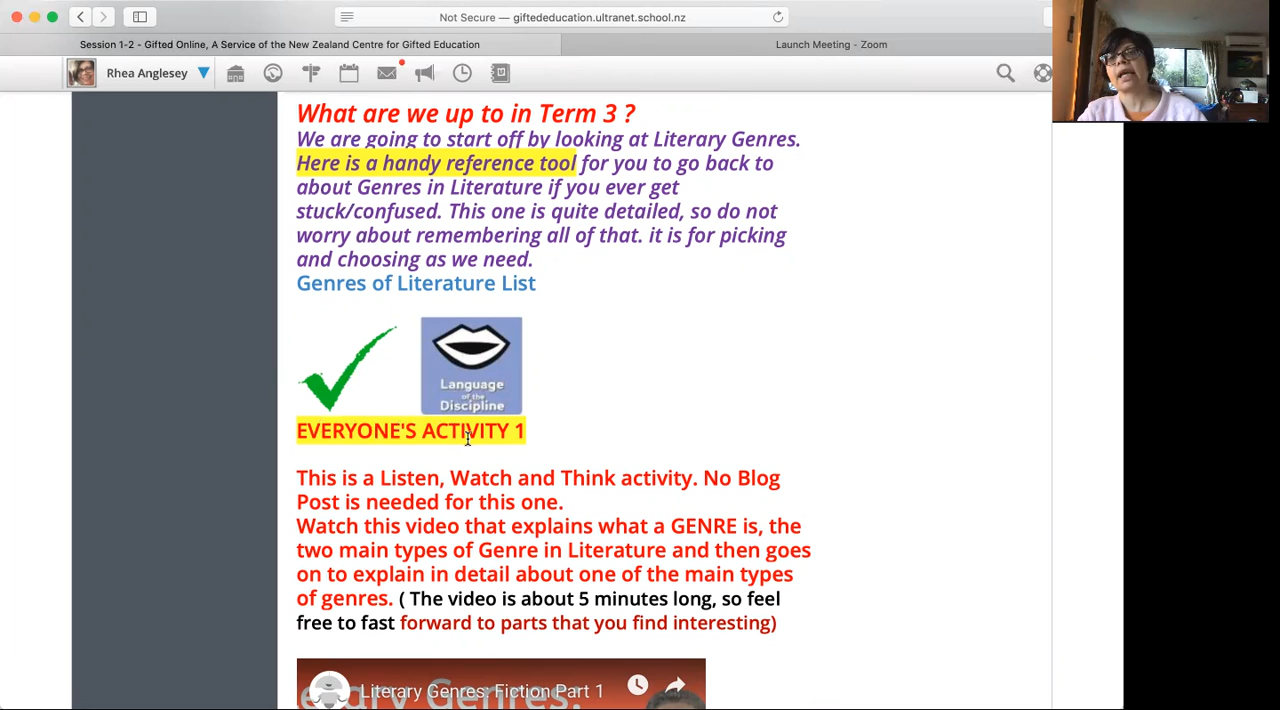 Not Secure — giftededucation.ultranet.school.nz
Session 1-2 - Gifted Online, A Service of the New Zealand Centre for Gifted Education
Launch Meeting - Zoom
Rhea Anglesey
What are we up to in Term 3 ?
We are going to start off by looking at Literary Genres.
Here is a handy reference tool for you to go back to
about Genres in Literature if you ever get
stuck/confused. This one is quite detailed, so do not
worry about remembering all of that. it is for picking
and choosing as we need.
Genres of Literature List
Language
of the
Discipline
EVERYONE'S ACTIVITY 1
This is a Listen, Watch and Think activity. No Blog
Post is needed for this one.
Watch this video that explains what a GENRE is, the
two main types of Genre in Literature and then goes
on to explain in detail about one of the main types
of genres. ( The video is about 5 minutes long, so feel
free to fast forward to parts that you find interesting)
Literary Genres: Fiction Part 1